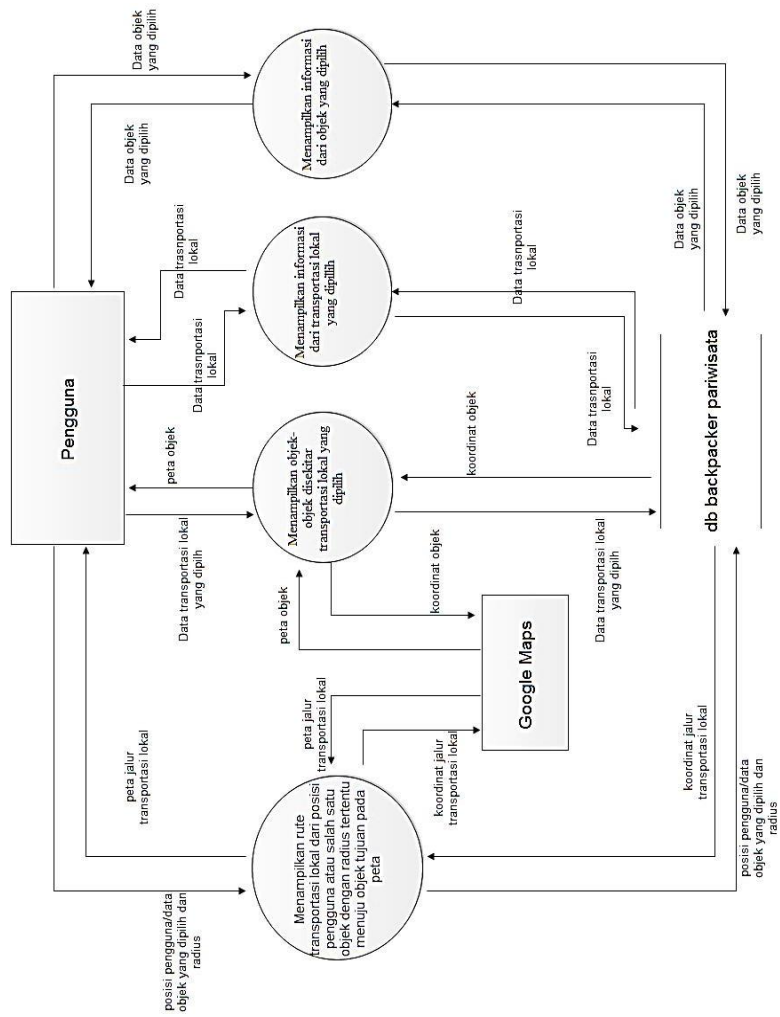 posisi pengguna/data
objek yang dipilih dan
radius
peta jalur
transportasi lokal
Data transportasi lokal
yang dipilh
peta objek
Data trasnportasi
lokal
Data trasnportasi
lokal
Data objek
yang dipilih
Data objek
yang dipilih
Pengguna
Menampilkan rute
transportasi lokal dari posisi
pengguna atau salah satu
objek dengan radius tertentu
menuju objek tujuan pada
peta
peta jalur
transportasi lokal
koordinat jalur
transportasi lokal
peta objek
koordinat objek
Google Maps
Menampilkan objek-
objek disekitar
transportasi lokal yang
dipilih
Menampilkan informasi
dari transportasi lokal
yang dipillih
Menampilkan informasi
dari objek yang dipilih
koordinat objek
Data trasnportasi
lokal
Data trasnportasi
lokal
Data objek
yang dipilih
Data objek
yang dipilih
posisi pengguna/data
objek yang dipilih dan
radius
koordinat jalur
transportasi lokal
Data transportasi lokal
yang dipilh
db backpacker pariwisata